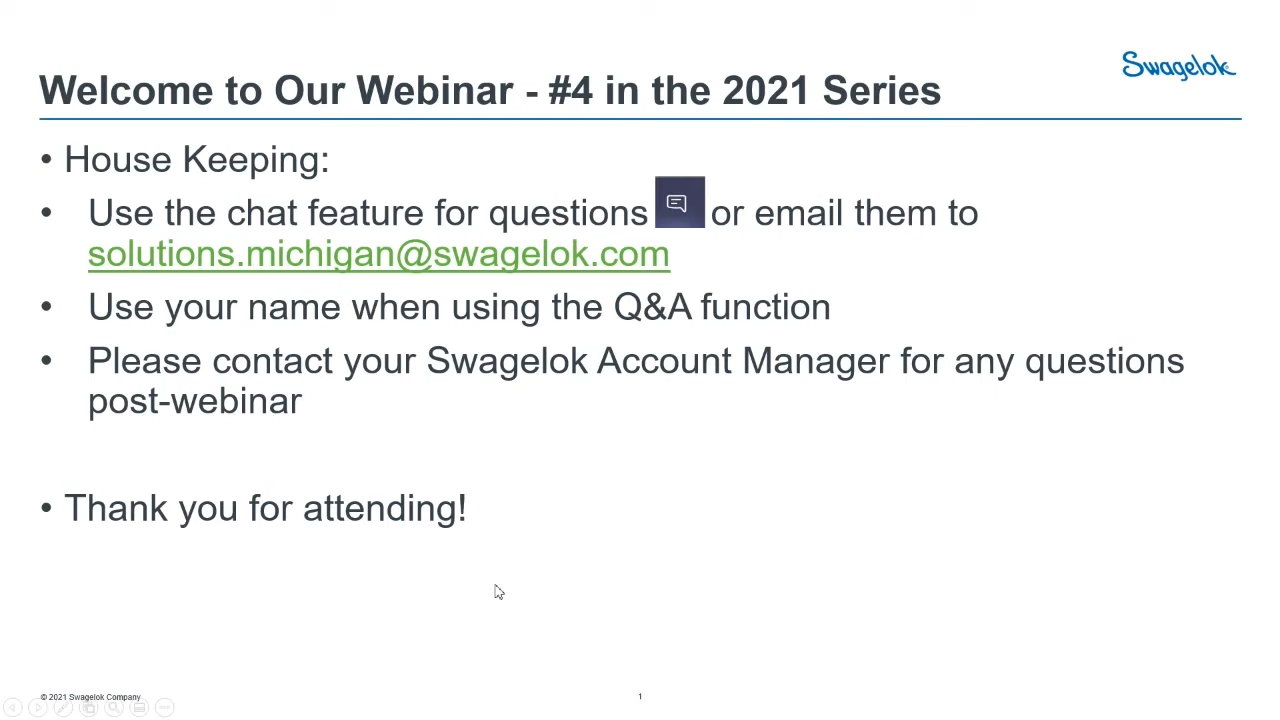 Swagelok
Welcome to Our Webinar - #4 in the 2021 Series
• House Keeping:
• Use the chat feature for questions or email them to
solutions.michigan@swagelok.com
• Use your name when using the Q&A function
• Please contact your Swagelok Account Manager for any questions
post-webinar
• Thank you for attending!
© 2021 Swagelok Company
1